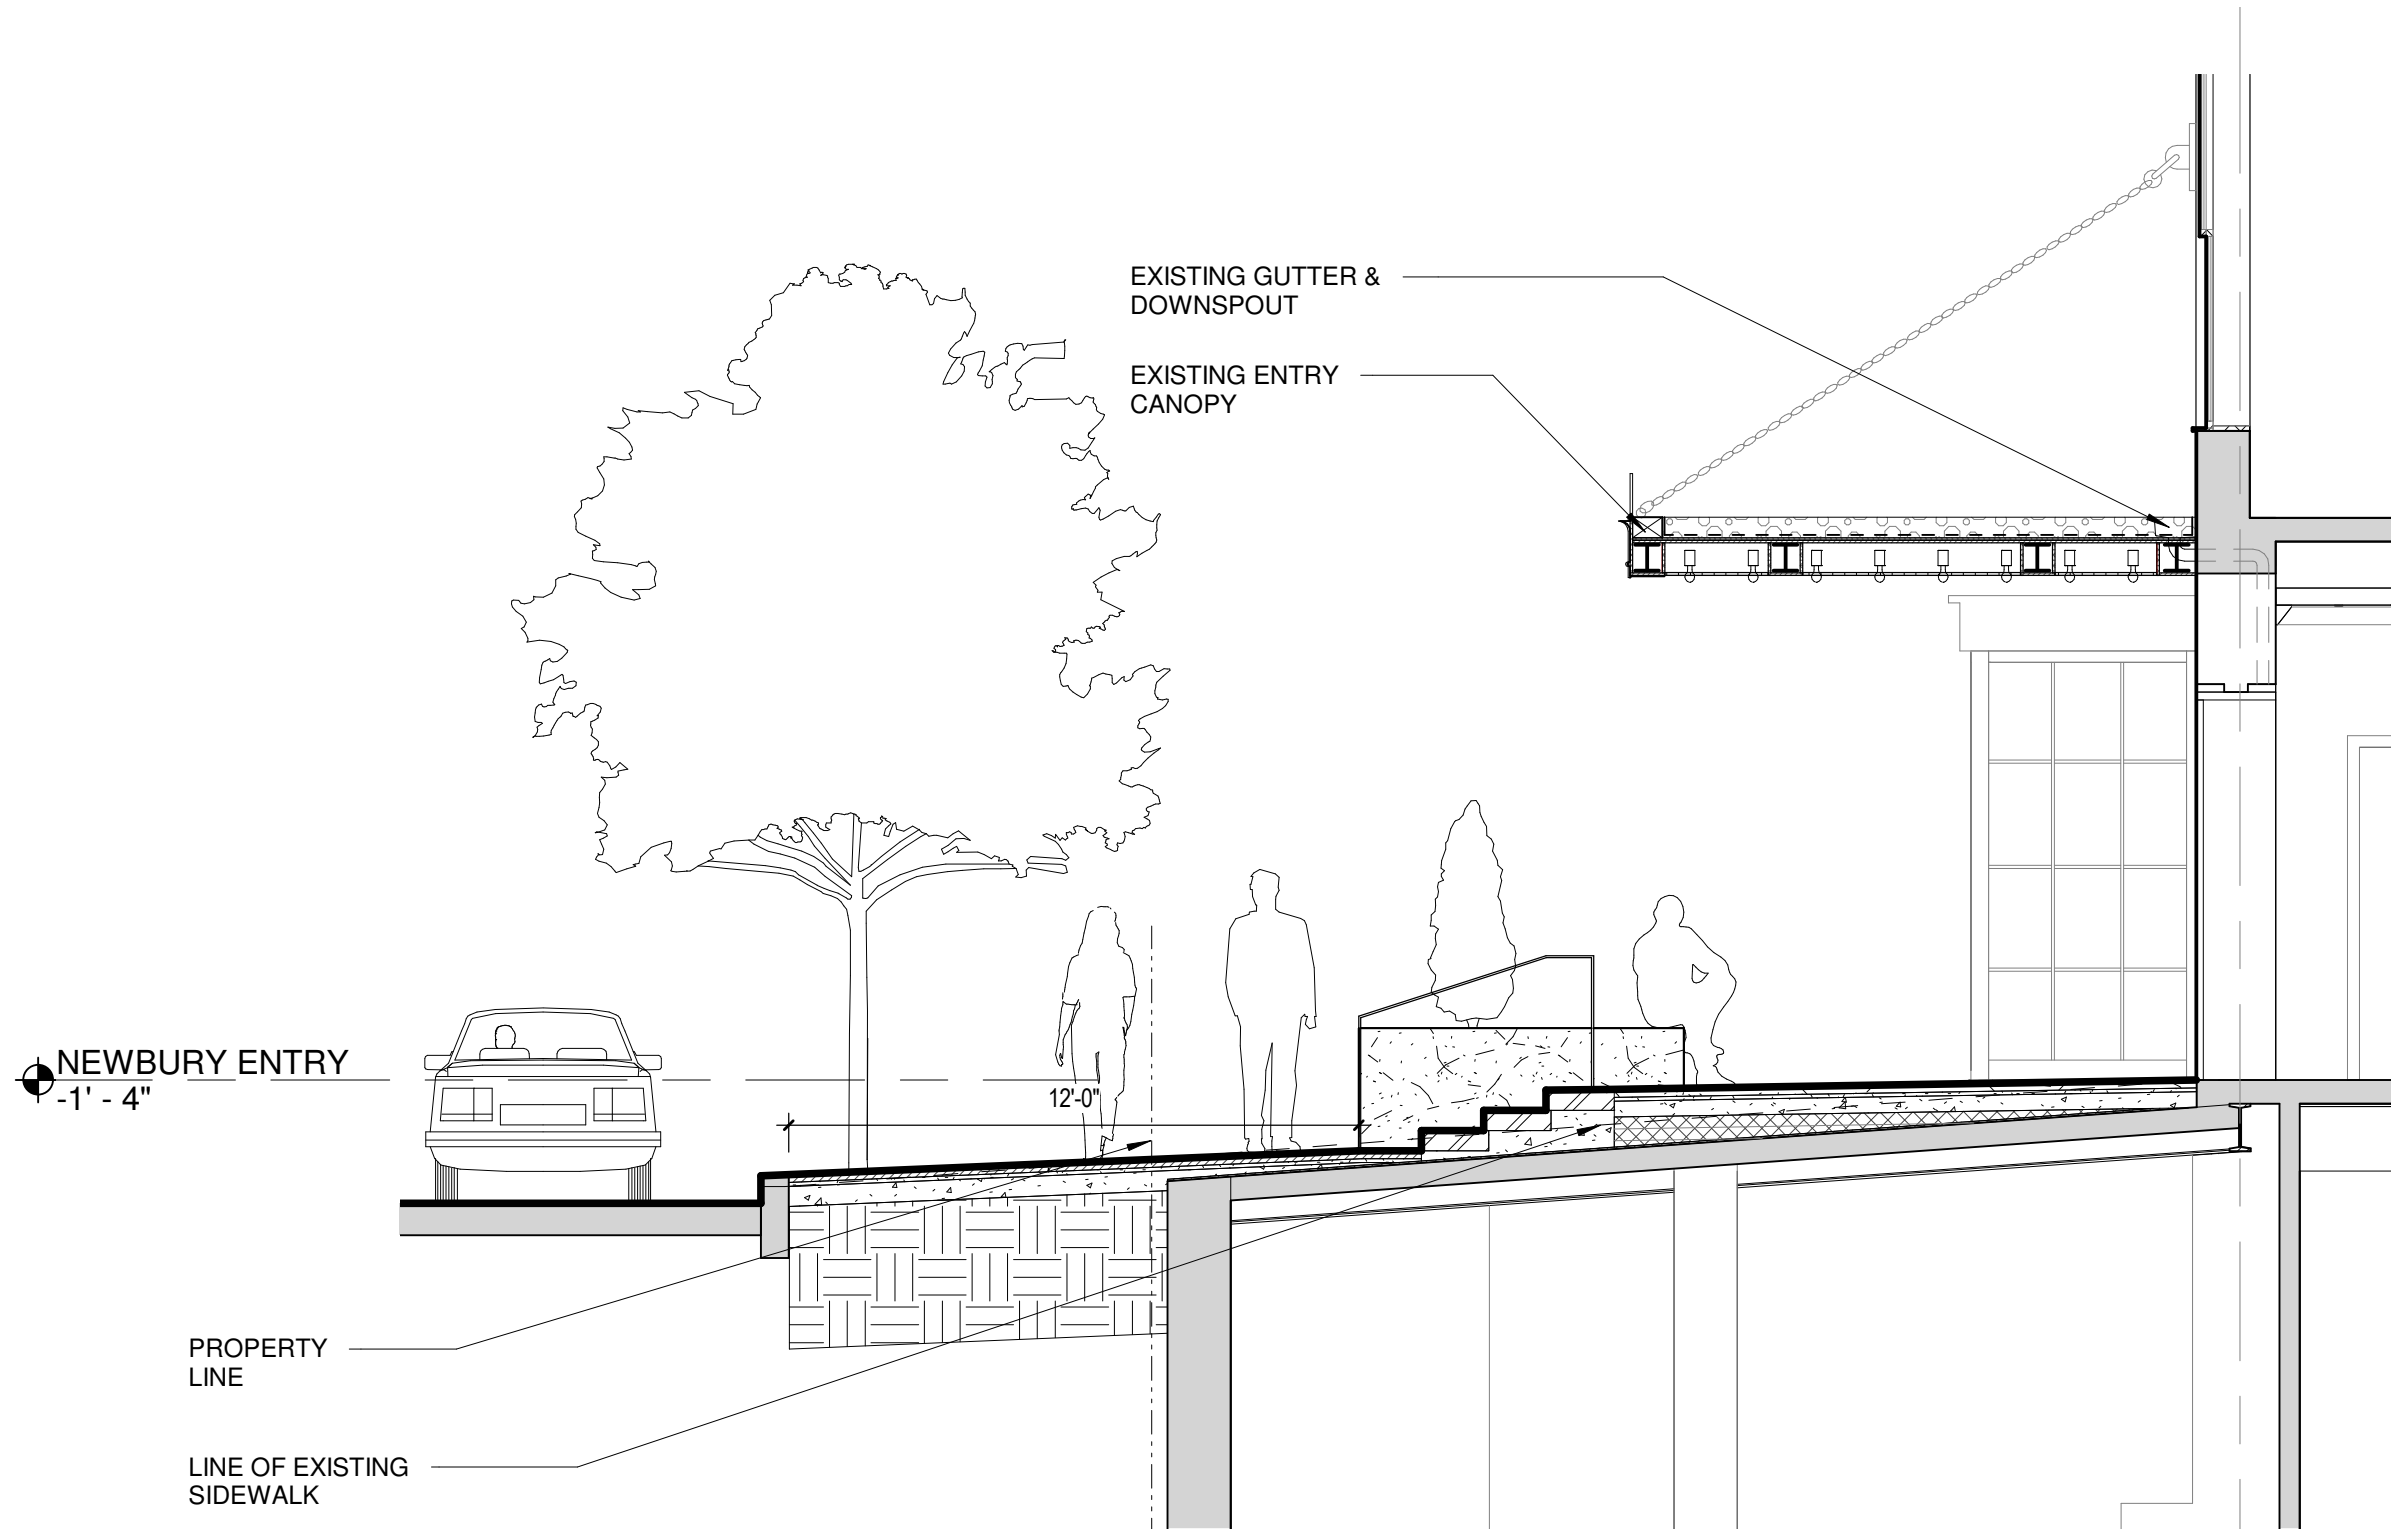 EXISTING GUTTER &
DOWNSPOUT
EXISTING ENTRY
CANOPY
NEWBURY ENTRY
-1' - 4"
12'-0"
PROPERTY
LINE
LINE OF EXISTING
SIDEWALK